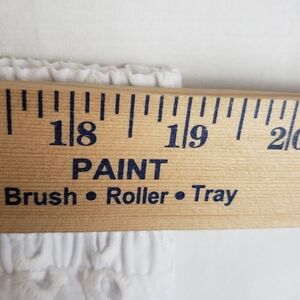 18 19 20
PAINT
Brush • Roller • Tray